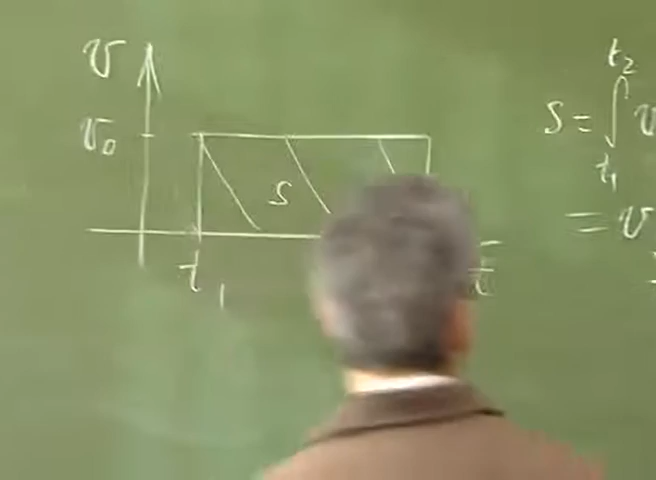 v
v₀
S
t₁
t
t₂
S = ∫ v
t₁
= v